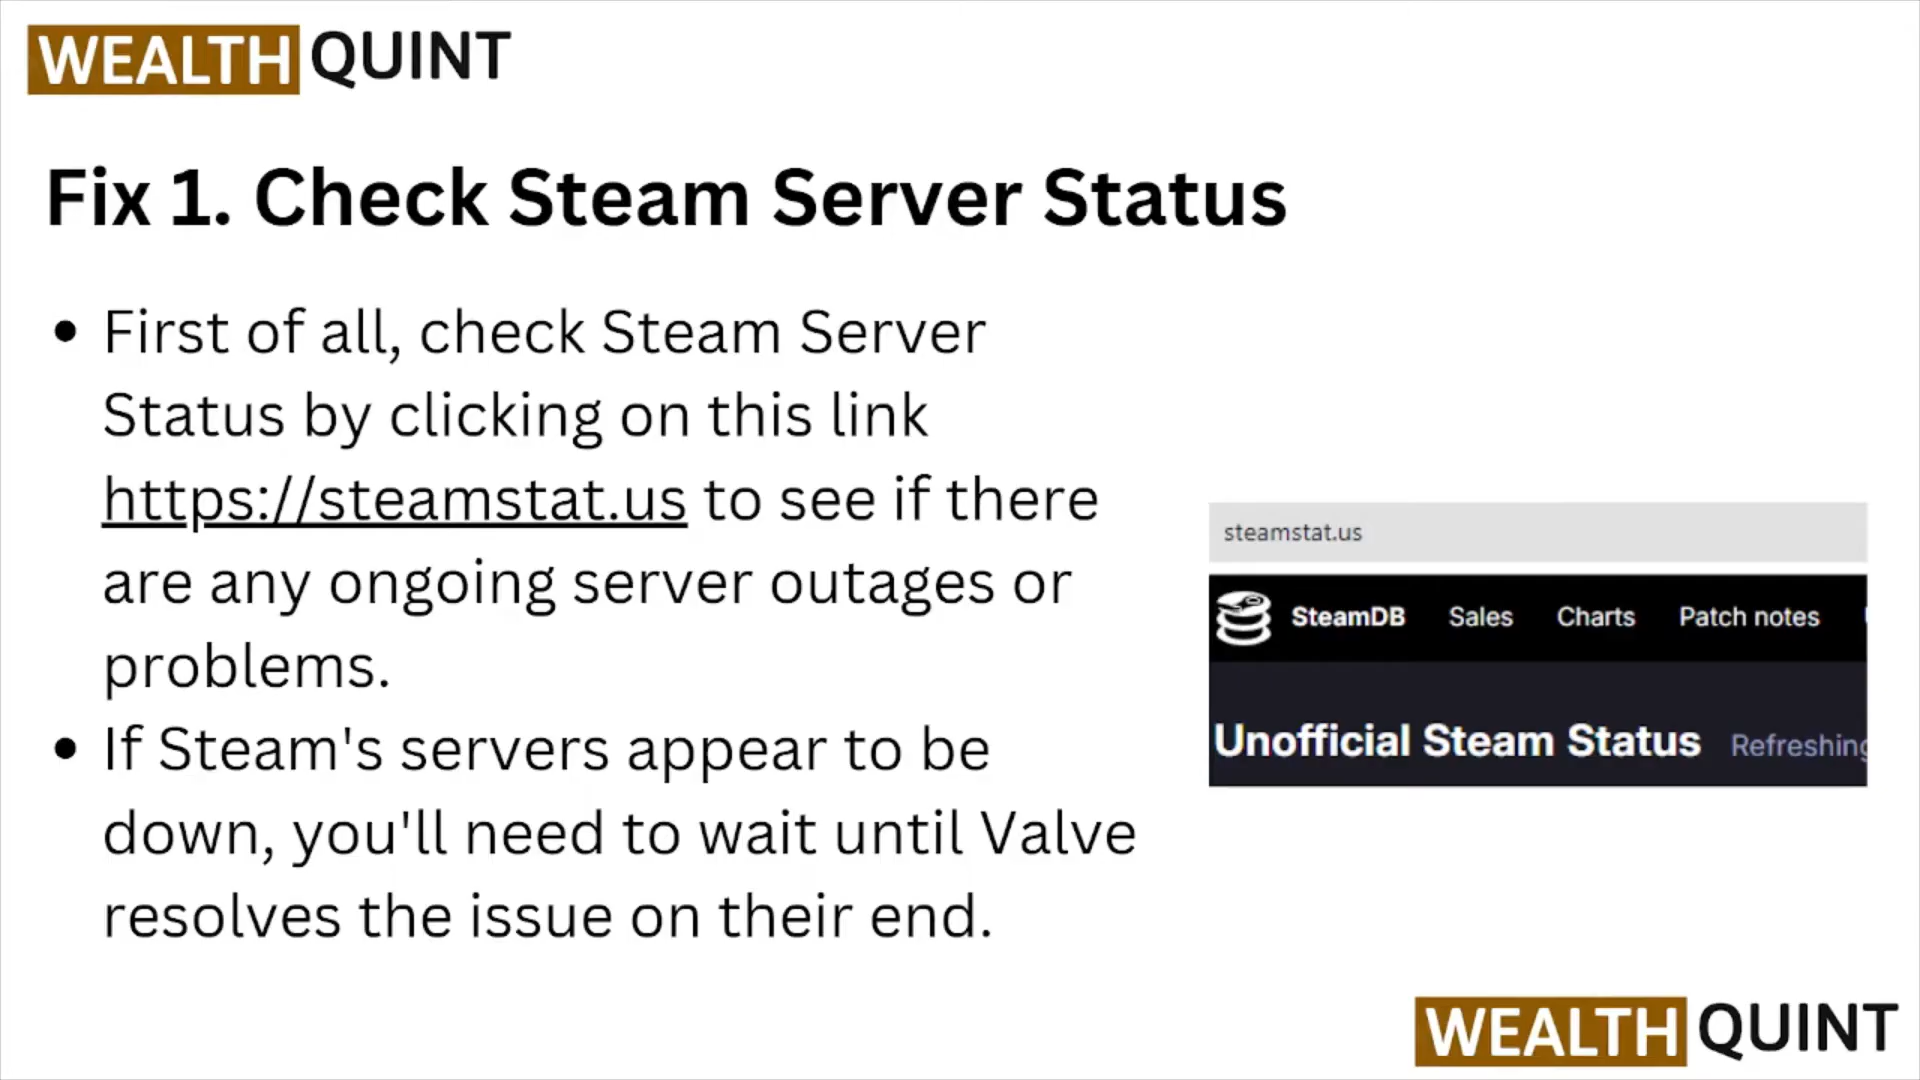 WEALTH QUINT
Fix 1. Check Steam Server Status
• First of all, check Steam Server
Status by clicking on this link
https://steamstat.us to see if there
are any ongoing server outages or
problems.
• If Steam's servers appear to be
down, you'll need to wait until Valve
resolves the issue on their end.
steamstat.us
SteamDB Sales Charts Patch notes
Unofficial Steam Status Refreshing
WEALTH QUINT